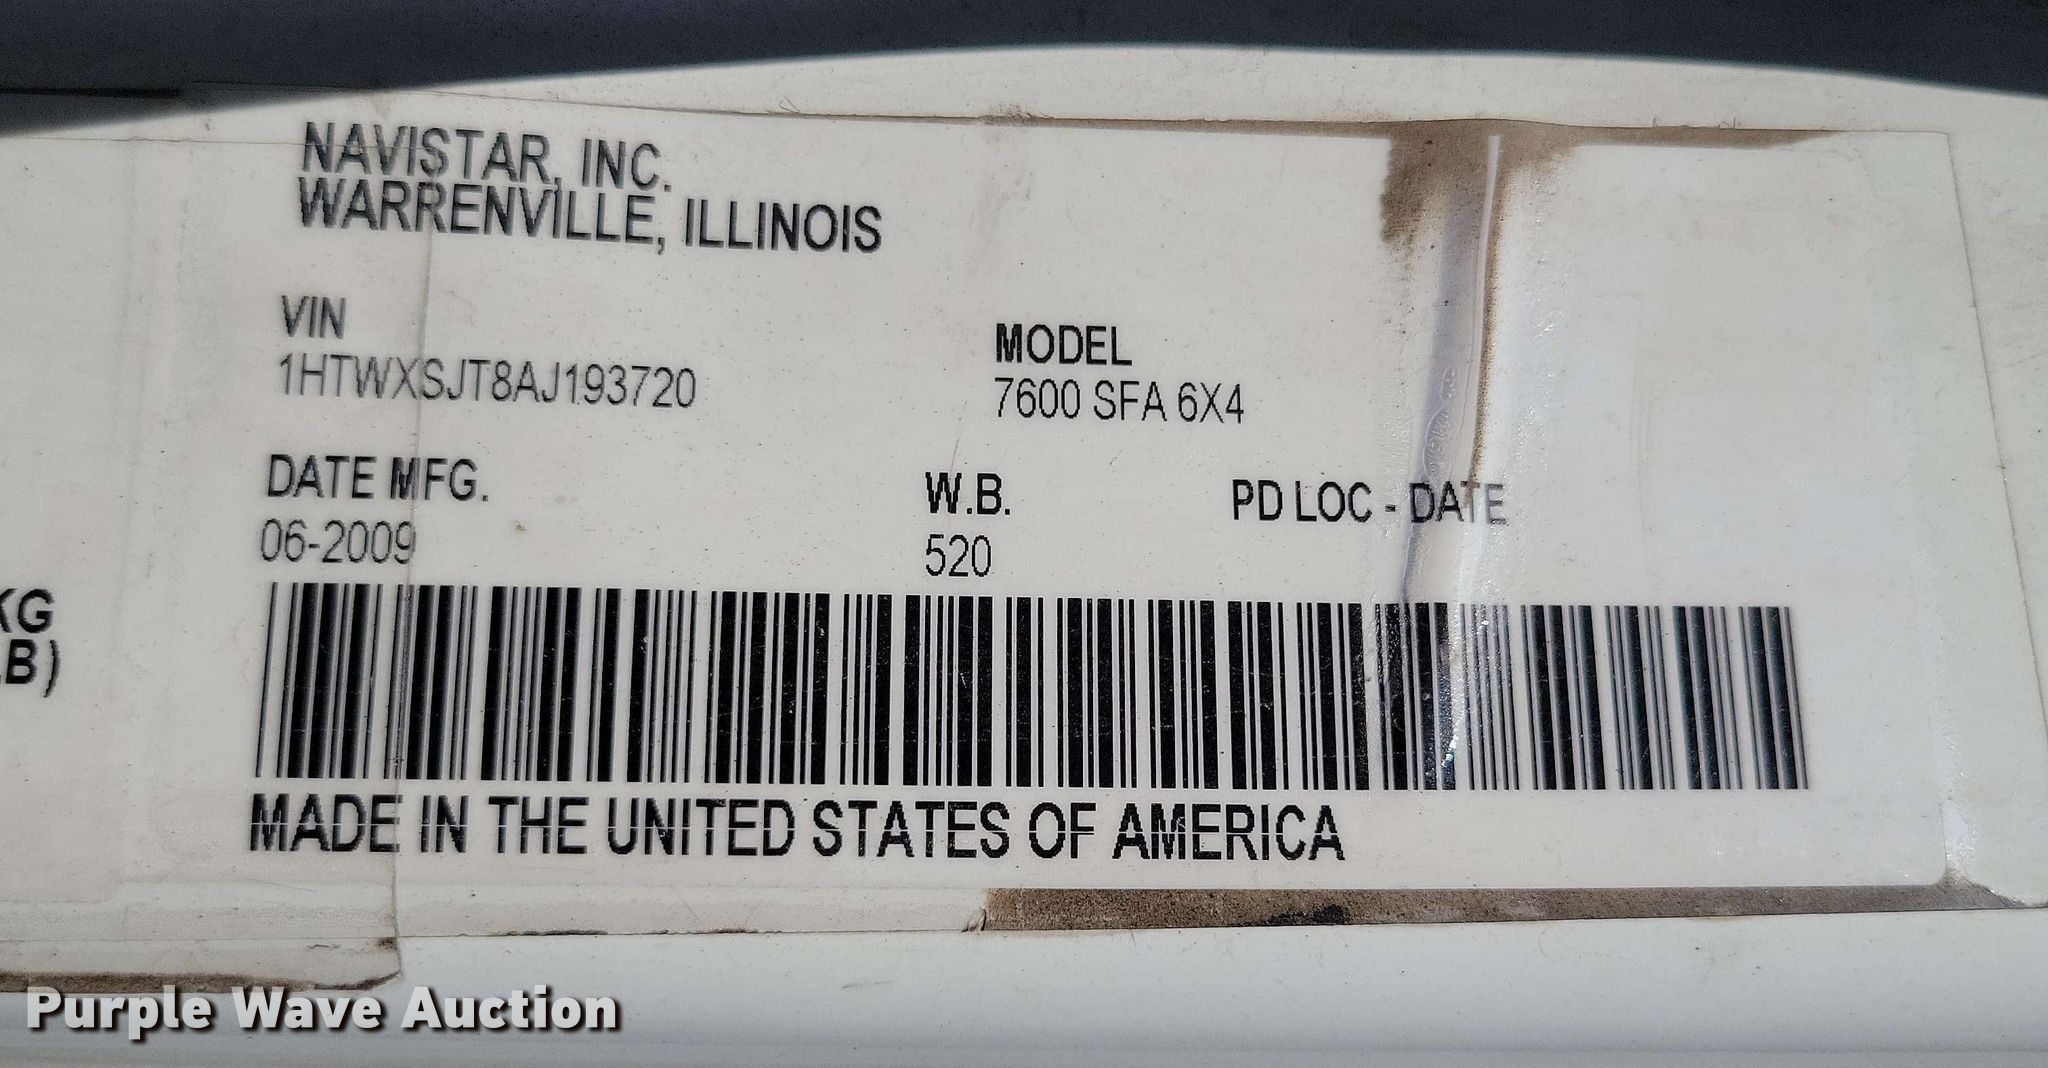 NAVISTAR, INC.
WARRENVILLE, ILLINOIS
VIN
1HTWXSJT8AJ193720
MODEL
7600 SFA 6X4
DATE MFG.
06-2009
W.B.
520
PD LOC - DATE
KG
LB)
MADE IN THE UNITED STATES OF AMERICA
Purple Wave Auction